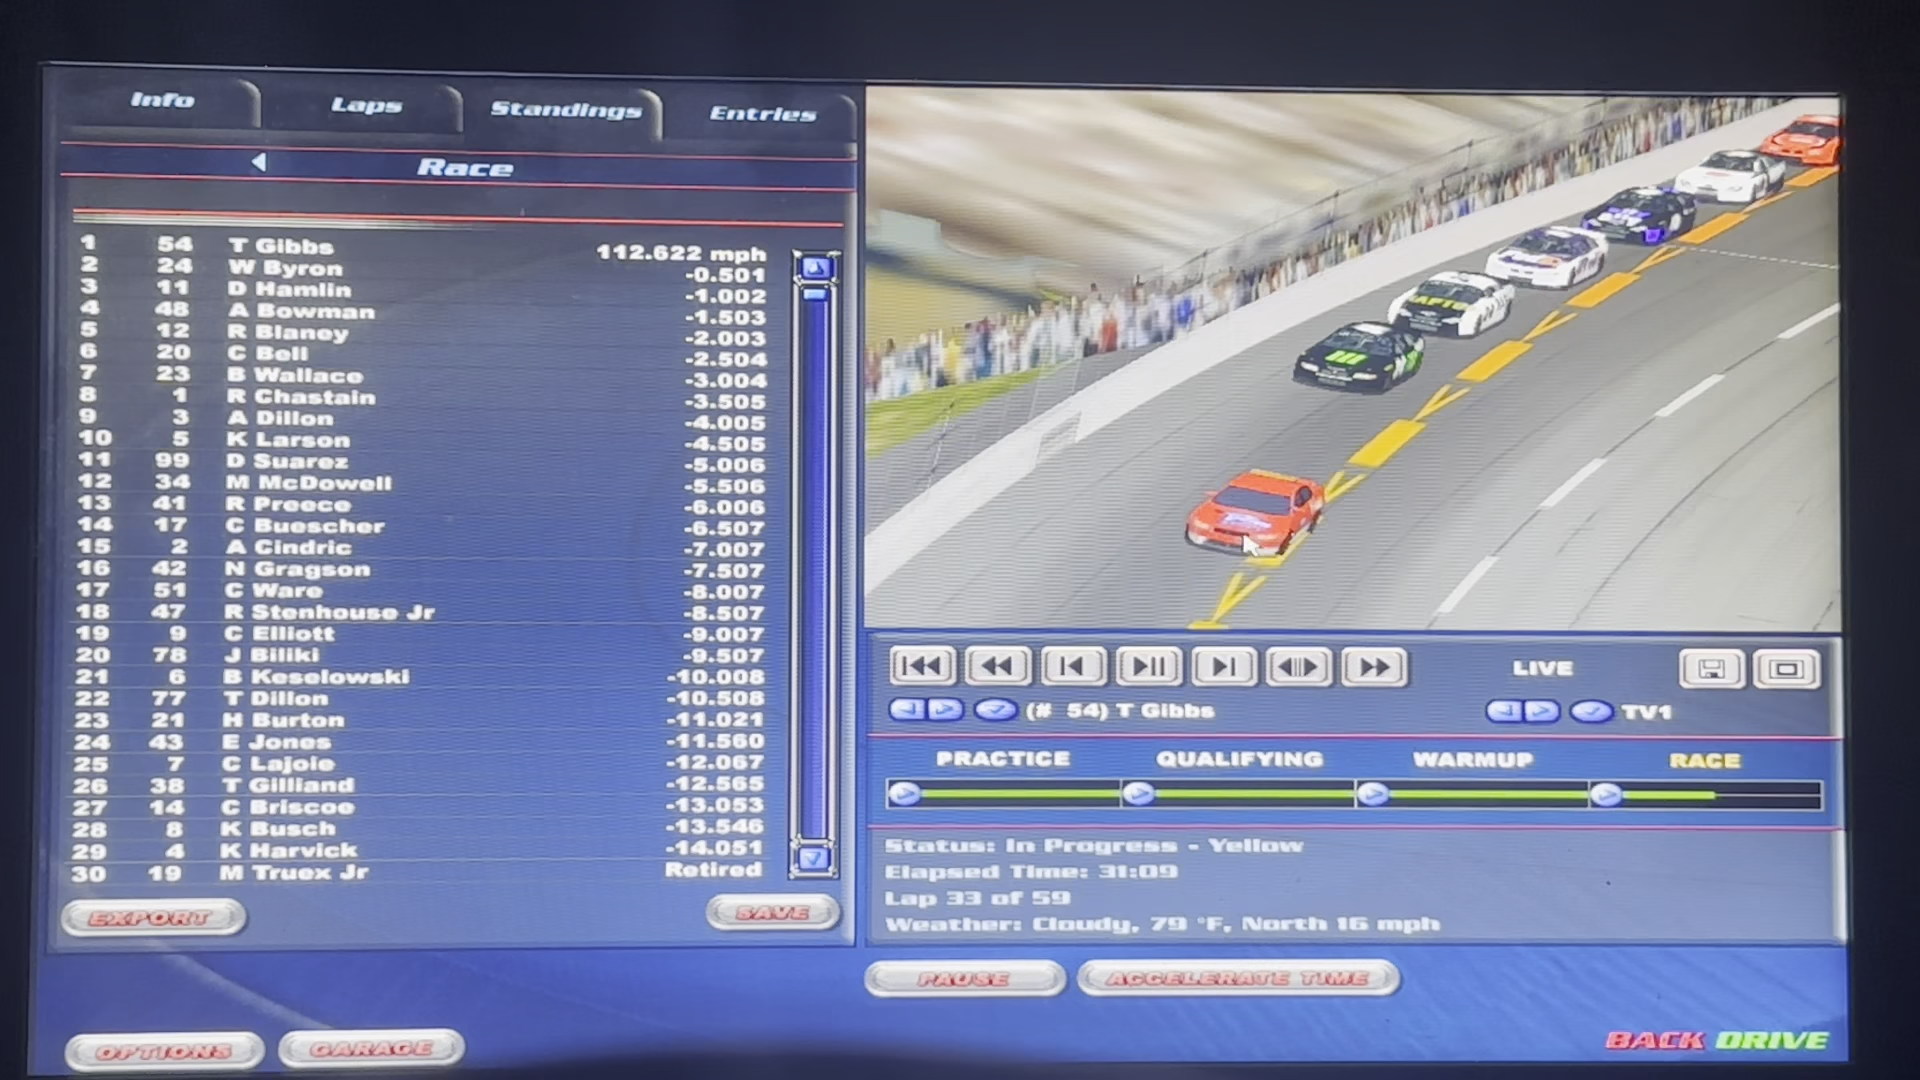 Info Laps Standings Entries
Race
1 54 T Gibbs 112.622 mph
2 24 W Byron -0.501
3 11 D Hamlin -1.002
4 48 A Bowman -1.503
5 12 R Blaney -2.003
6 20 C Bell -2.504
7 23 B Wallace -3.004
8 1 R Chastain -3.505
9 3 A Dillon -4.005
10 5 K Larson -4.505
11 99 D Suarez -5.006
12 34 M McDowell -5.506
13 41 R Preece -6.006
14 17 C Buescher -6.507
15 2 A Cindric -7.007
16 42 N Gragson -7.507
17 51 C Ware -8.007
18 47 R Stenhouse Jr -8.507
19 9 C Elliott -9.007
20 78 J Biliki -9.507
21 6 B Keselowski -10.008
22 77 T Dillon -10.508
23 21 H Burton -11.021
24 43 E Jones -11.560
25 7 C Lajoie -12.067
26 38 T Gilliland -12.565
27 14 C Briscoe -13.053
28 8 K Busch -13.546
29 4 K Harvick -14.051
30 19 M Truex Jr Retired
EXPORT SAVE
LIVE
(# 54) T Gibbs TV1
PRACTICE QUALIFYING WARMUP RACE
Status: In Progress - Yellow
Elapsed Time: 31:09
Lap 33 of 59
Weather: Cloudy, 79 °F, North 16 mph
PAUSE ACCELERATE TIME
OPTIONS GARAGE
BACK DRIVE